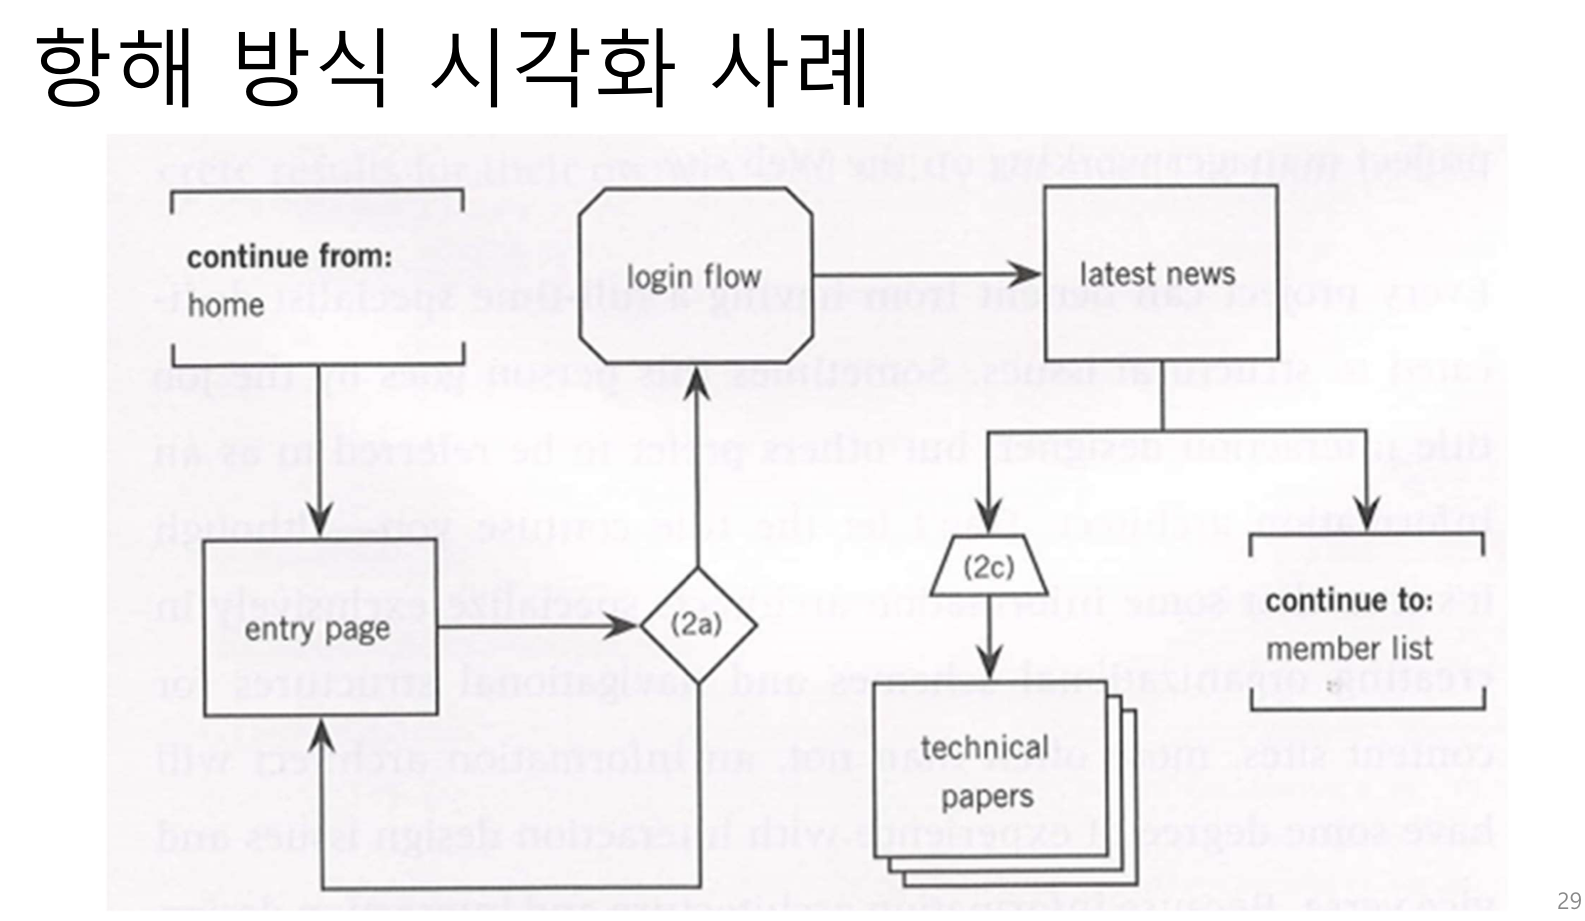 항해 방식 시각화 사례
continue from:
home
login flow
latest news
entry page
(2a)
(2c)
continue to:
member list
technical
papers
29